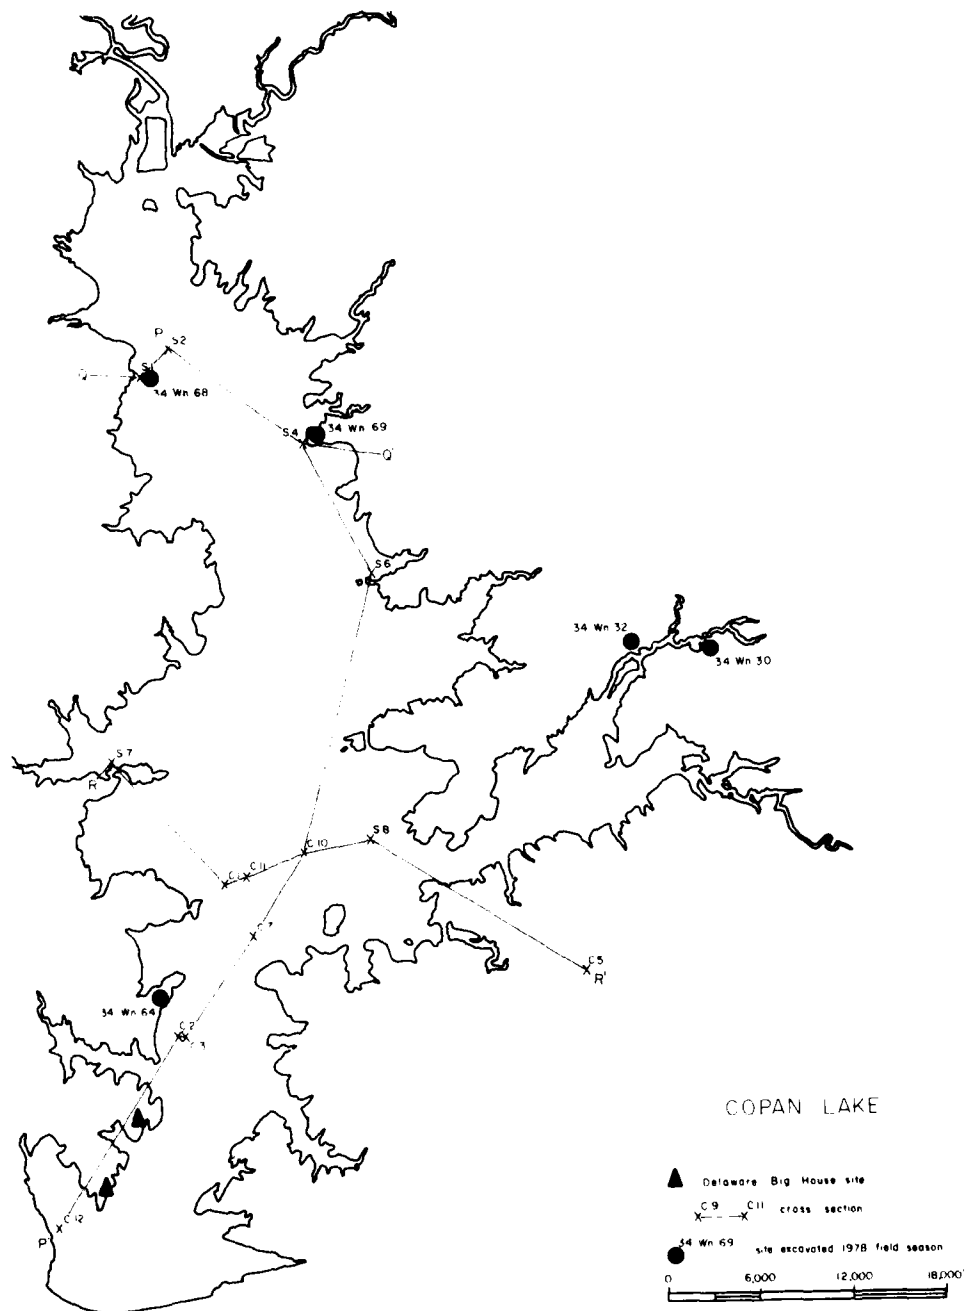 P
S2
S1
Q
34 Wn 68
34 Wn 69
S4
Q'
S6
34 Wn 32
34 Wn 30
S7
R
S8
C10
C11
C7
C5
R'
34 Wn 64
C2
C3
C12
P'
COPAN LAKE
Delaware Big House site
C9 C11 cross section
34 Wn 69 site excavated 1978 field season
0 6,000 12,000 18,000'